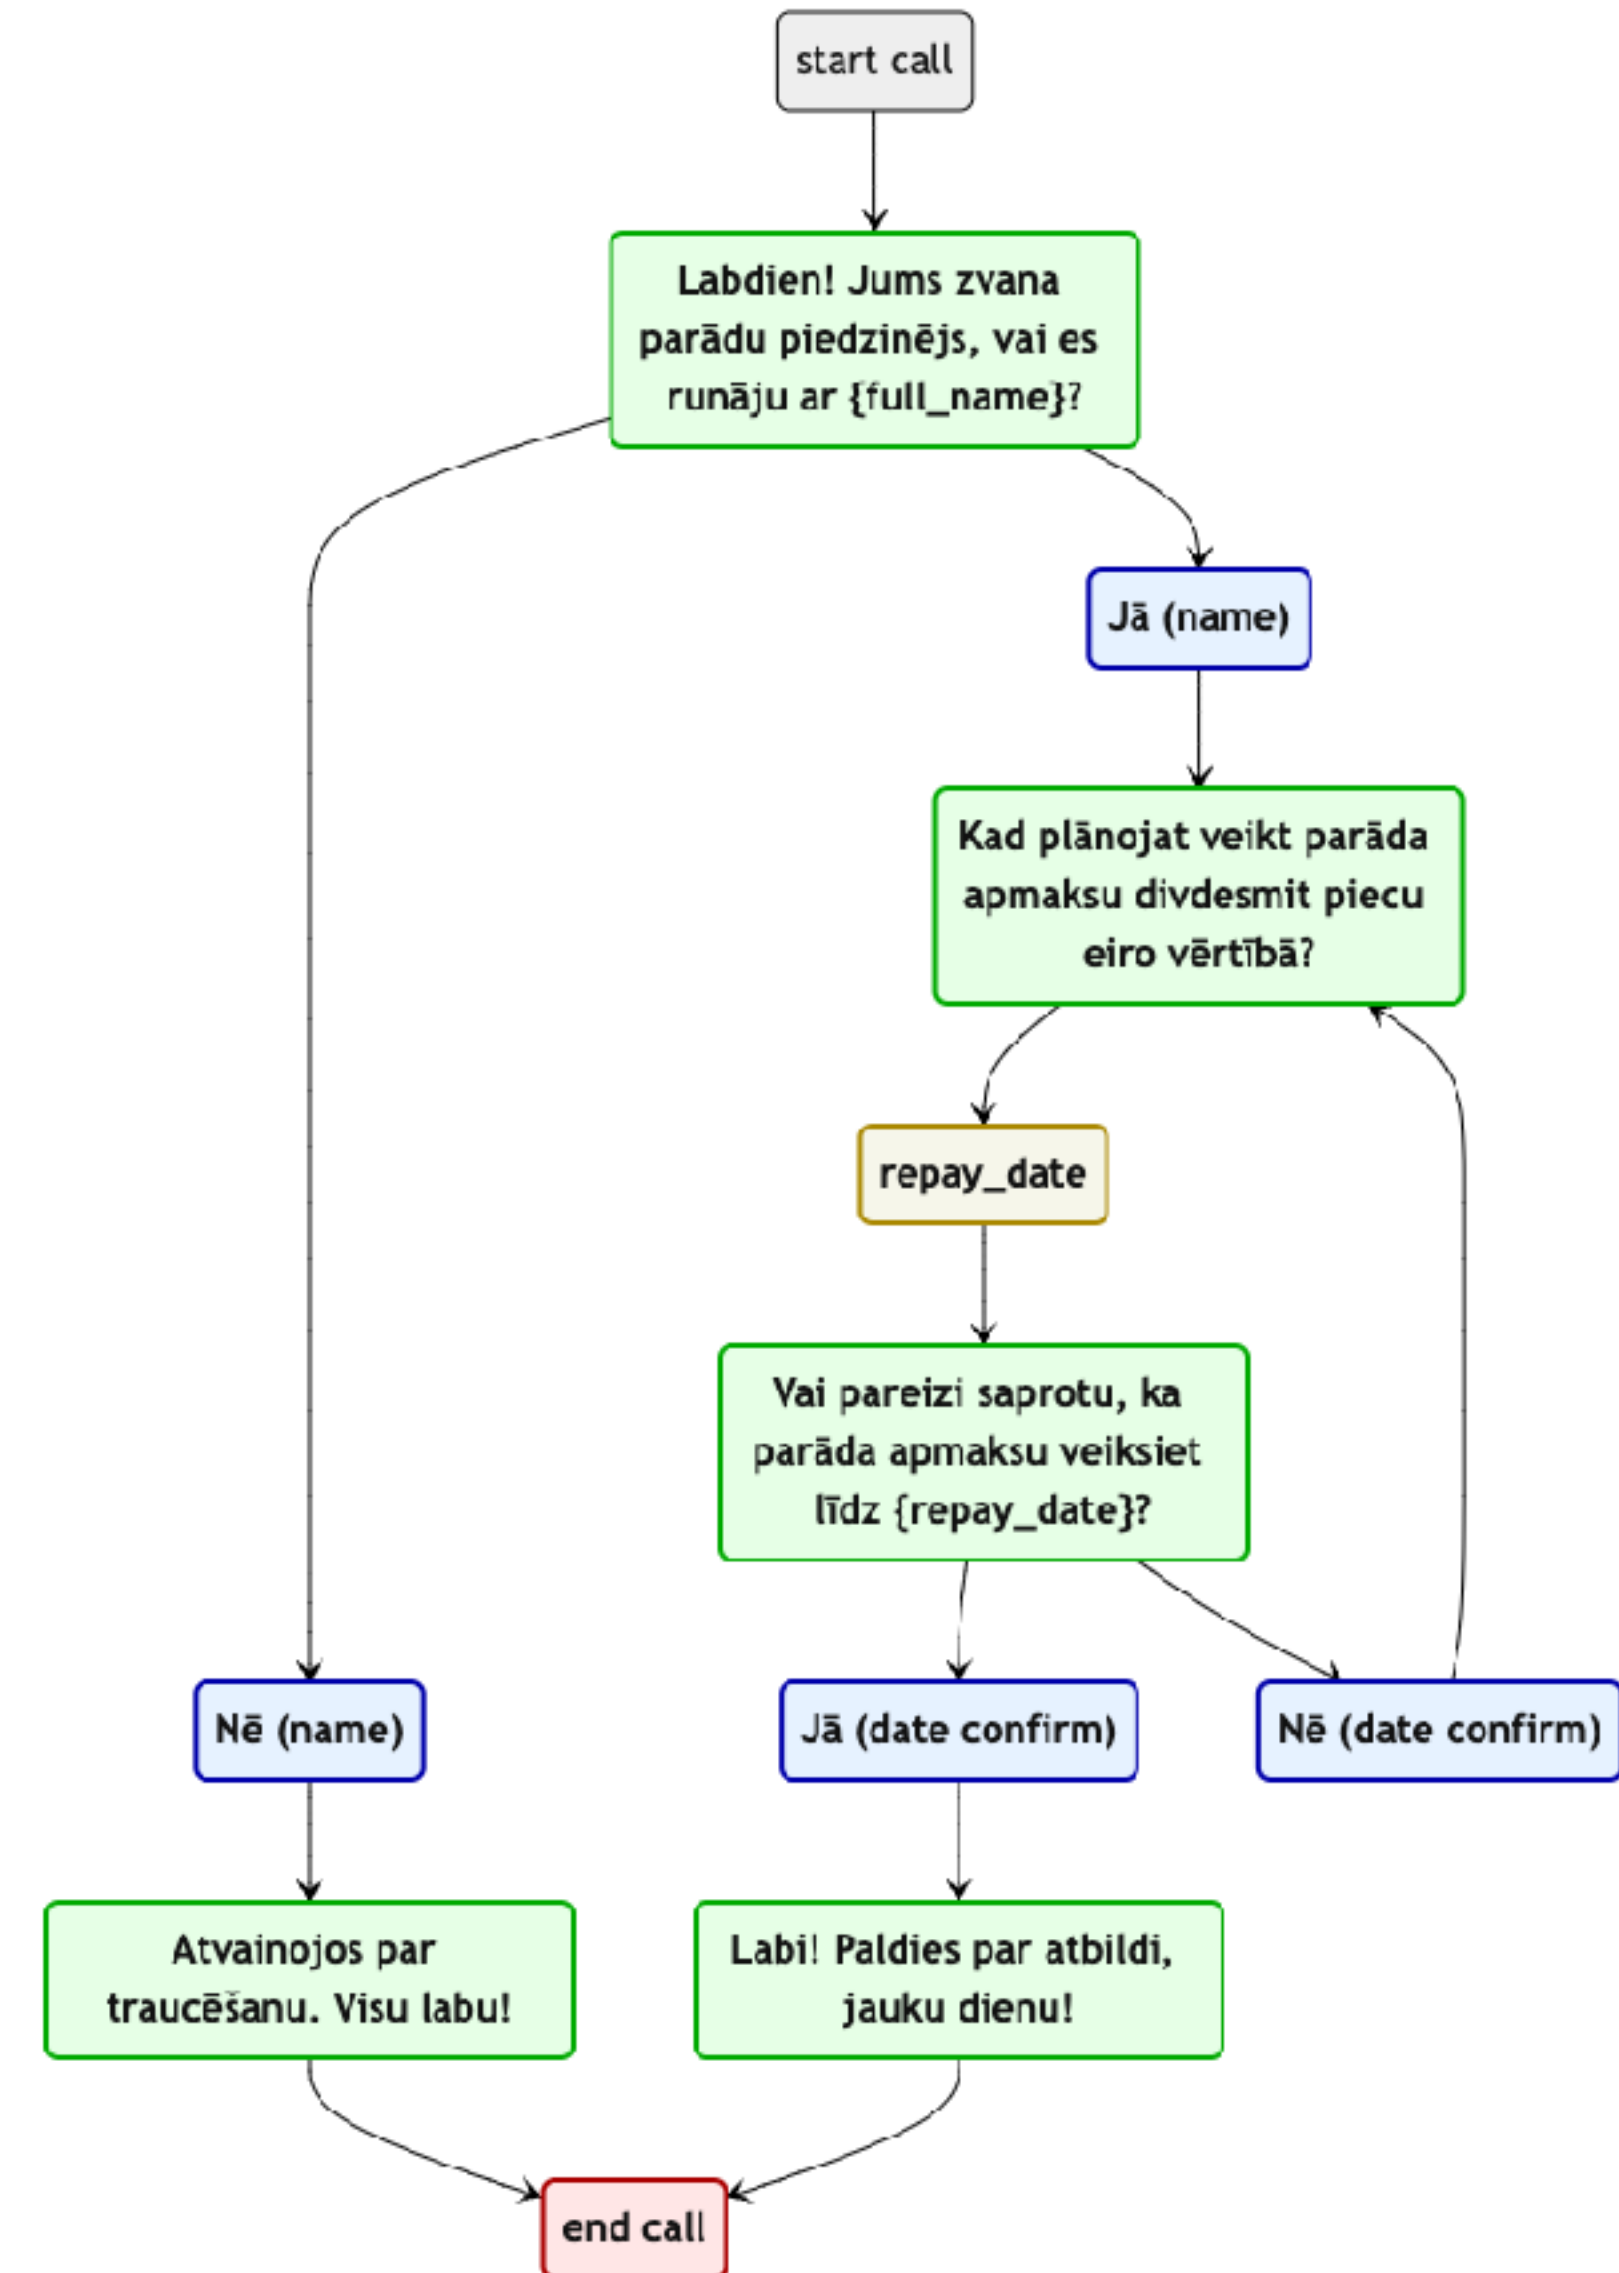 start call
Labdien! Jums zvana
parādu piedzinējs, vai es
runāju ar {full_name}?
Jā (name)
Kad plānojat veikt parāda
apmaksu divdesmit piecu
eiro vērtībā?
repay_date
Vai pareizi saprotu, ka
parāda apmaksu veiksiet
līdz {repay_date}?
Nē (name)
Jā (date confirm)
Nē (date confirm)
Atvainojos par
traucēšanu. Visu labu!
Labi! Paldies par atbildi,
jauku dienu!
end call